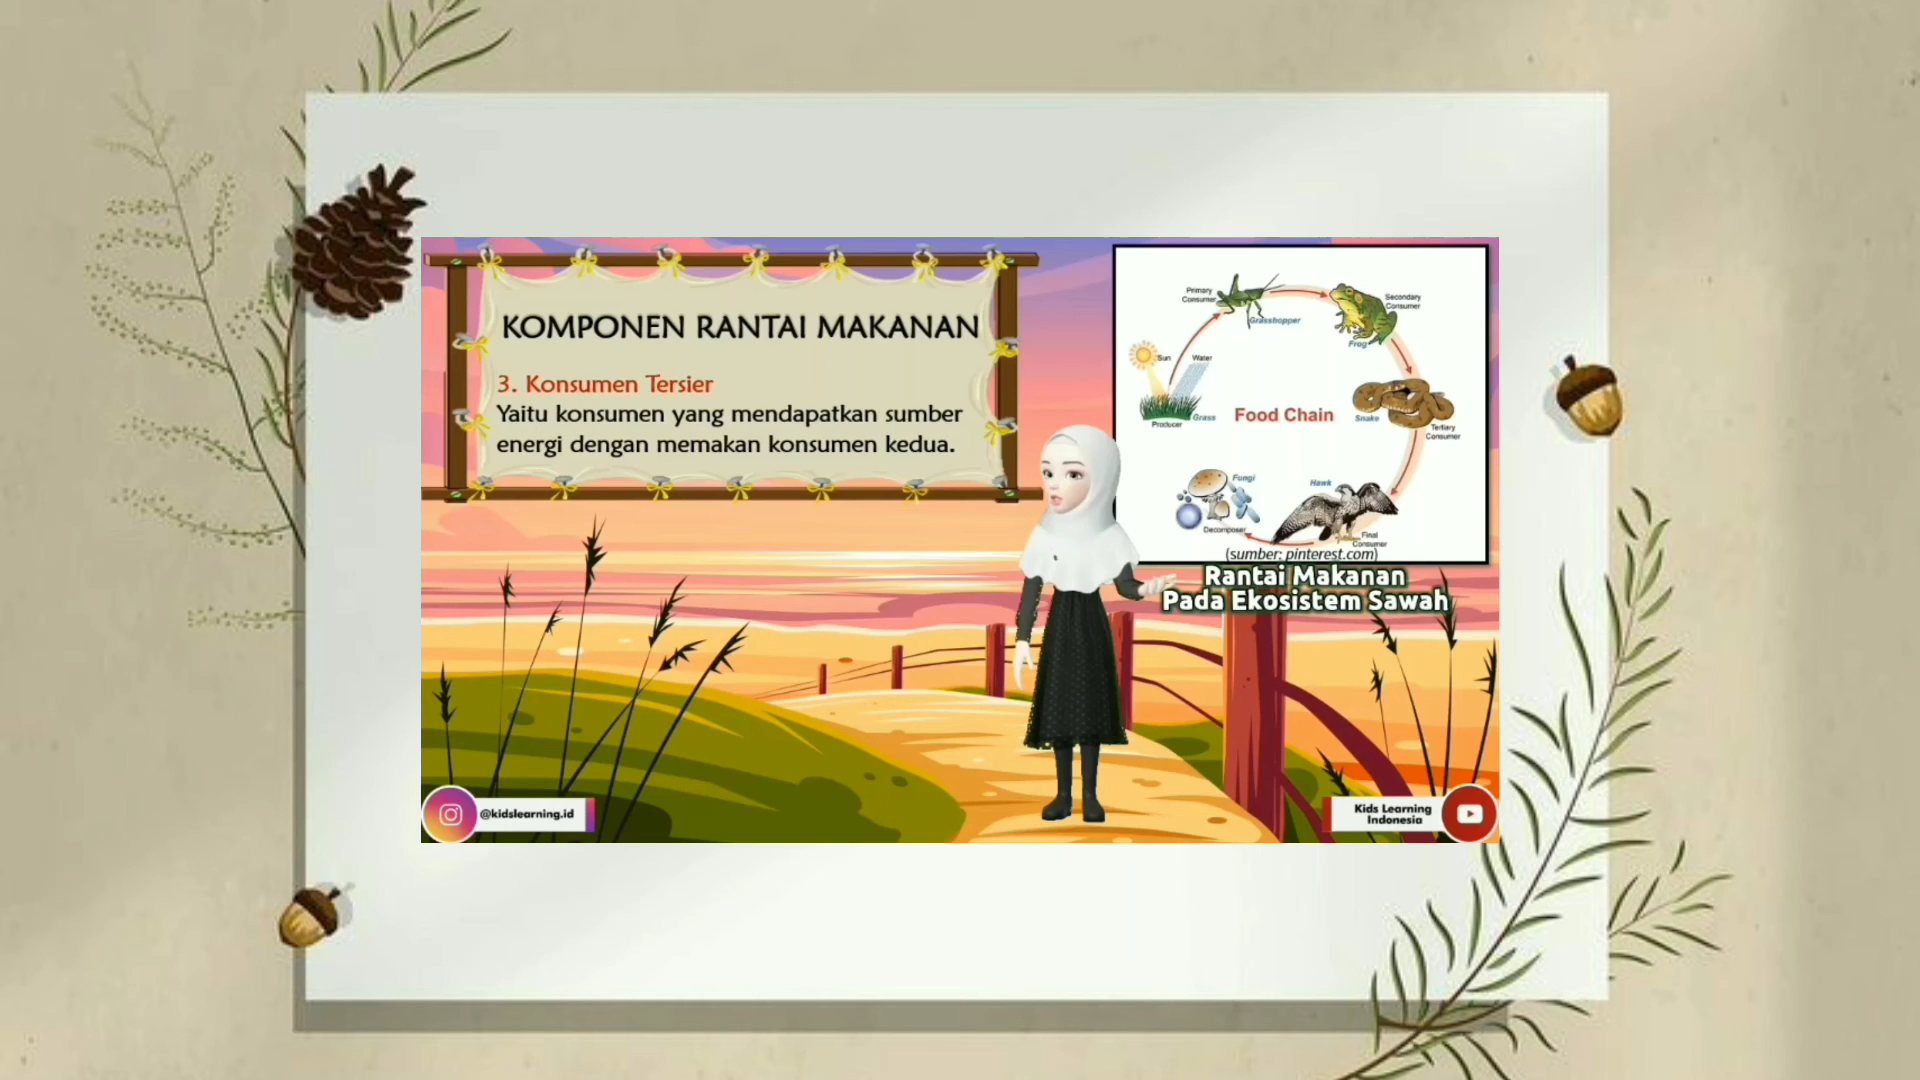 KOMPONEN RANTAI MAKANAN
3. Konsumen Tersier
Yaitu konsumen yang mendapatkan sumber
energi dengan memakan konsumen kedua.
Primary
Consumer
Grasshopper
Secondary
Consumer
Frog
Sun
Water
Grass
Producer
Food Chain
Snake
Tertiary
Consumer
Fungi
Decomposer
Hawk
Final
Consumer
(sumber: pinterest.com)
Rantai Makanan
Pada Ekosistem Sawah
@kidslearning.id
Kids Learning
Indonesia